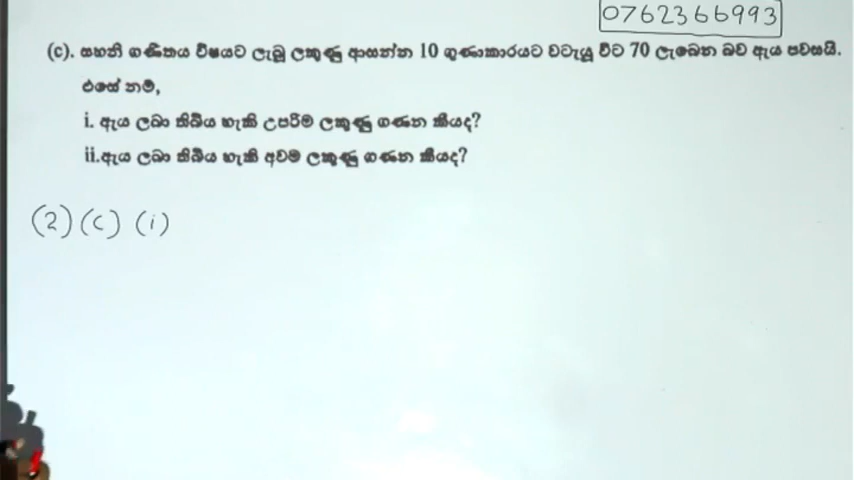 0762366993
(c). සහනි ගණිතය විෂයට ලැබූ ලකුණු ආසන්න 10 ගුණාකාරයට වටැයූ විට 70 ලැබෙන බව ඇය පවසයි.
එසේ නම්,
i. ඇය ලබා තිබිය හැකි උපරිම ලකුණු ගණන කීයද?
ii.ඇය ලබා තිබිය හැකි අවම ලකුණු ගණන කීයද?
(2) (c) (i)